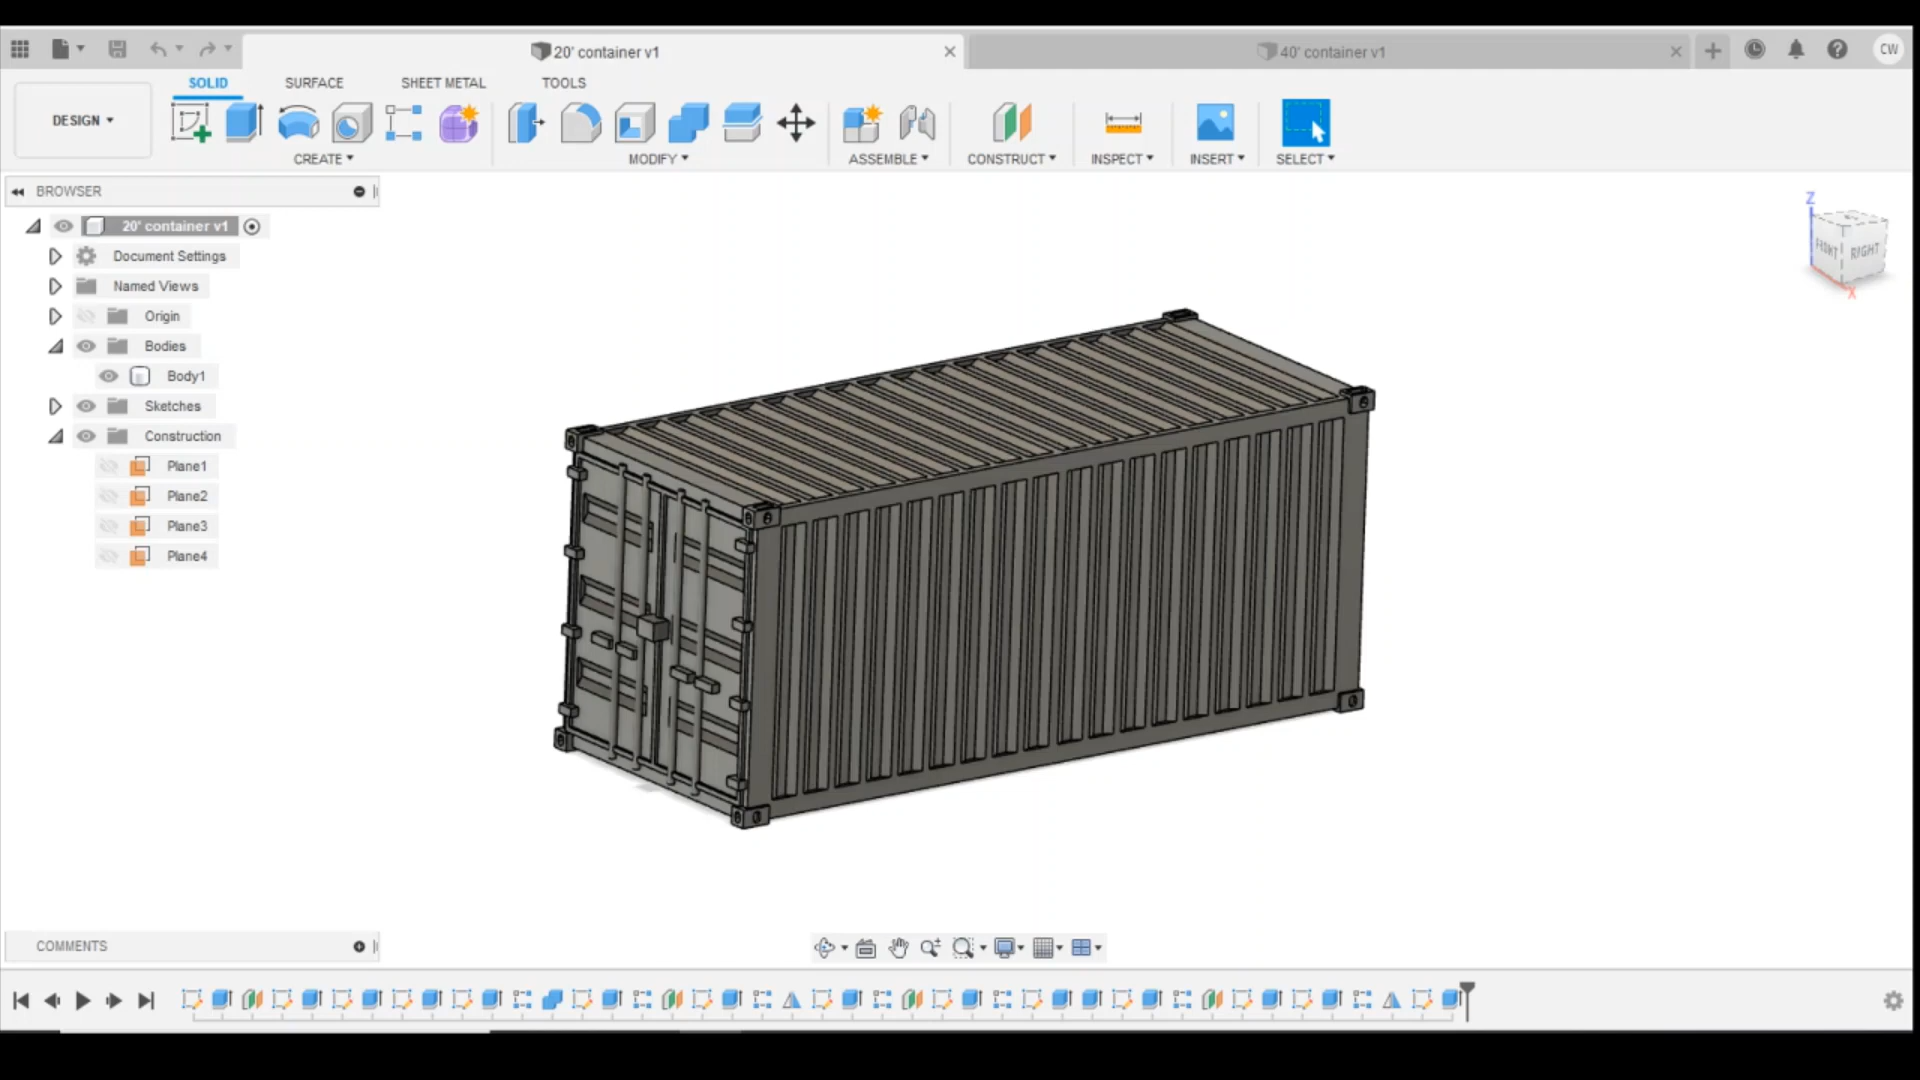 20' container v1
40' container v1
CW
SOLID
SURFACE
SHEET METAL
TOOLS
DESIGN
CREATE
MODIFY
ASSEMBLE
CONSTRUCT
INSPECT
INSERT
SELECT
BROWSER
20' container v1
Document Settings
Named Views
Origin
Bodies
Body1
Sketches
Construction
Plane1
Plane2
Plane3
Plane4
Z
FRONT
RIGHT
X
COMMENTS